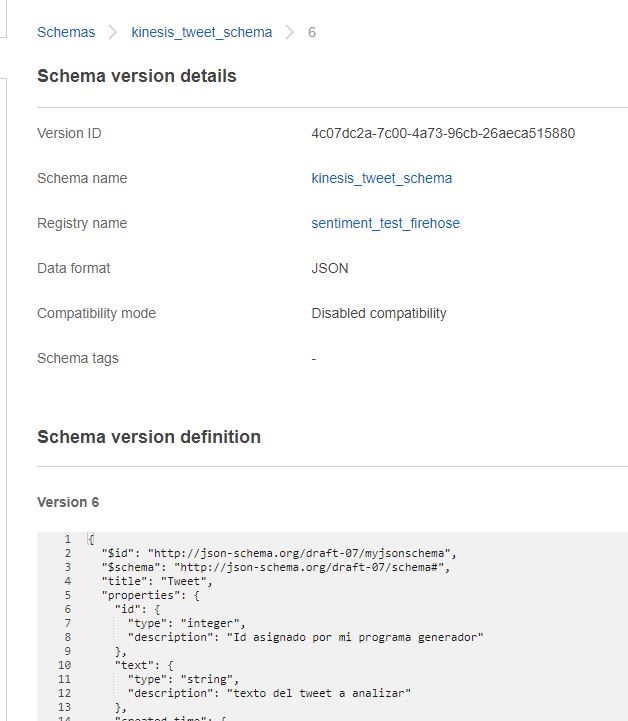 Schemas > kinesis_tweet_schema > 6
Schema version details
Version ID 4c07dc2a-7c00-4a73-96cb-26aeca515880
Schema name kinesis_tweet_schema
Registry name sentiment_test_firehose
Data format JSON
Compatibility mode Disabled compatibility
Schema tags -
Schema version definition
Version 6
1 {
2 "$id": "http://json-schema.org/draft-07/myjsonschema",
3 "$schema": "http://json-schema.org/draft-07/schema#",
4 "title": "Tweet",
5 "properties": {
6 "id": {
7 "type": "integer",
8 "description": "Id asignado por mi programa generador"
9 },
10 "text": {
11 "type": "string",
12 "description": "texto del tweet a analizar"
13 },
14 "created_time": {